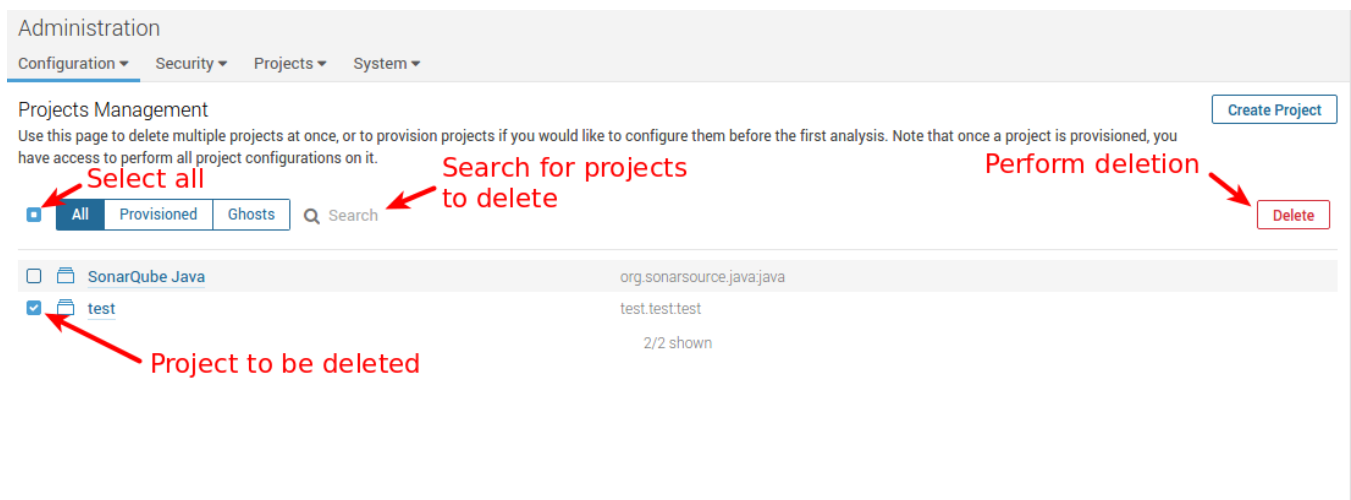 Administration
Configuration Security Projects System
Projects Management
Create Project
Use this page to delete multiple projects at once, or to provision projects if you would like to configure them before the first analysis. Note that once a project is provisioned, you
have access to perform all project configurations on it.
Select all
Search for projects
to delete
Perform deletion
All Provisioned Ghosts Search
Delete
SonarQube Java org.sonarsource.java:java
test test.test:test
2/2 shown
Project to be deleted